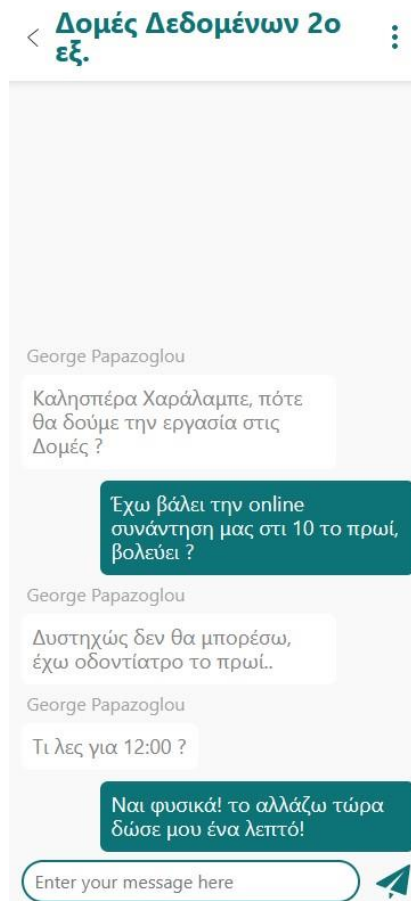 Δομές Δεδομένων 2ο
εξ.
George Papazoglou
Καλησπέρα Χαράλαμπε, πότε
θα δούμε την εργασία στις
Δομές ?
Έχω βάλει την online
συνάντηση μας στι 10 το πρωί,
βολεύει ?
George Papazoglou
Δυστηχώς δεν θα μπορέσω,
έχω οδοντίατρο το πρωί..
George Papazoglou
Τι λες για 12:00 ?
Ναι φυσικά! το αλλάζω τώρα
δώσε μου ένα λεπτό!
Enter your message here